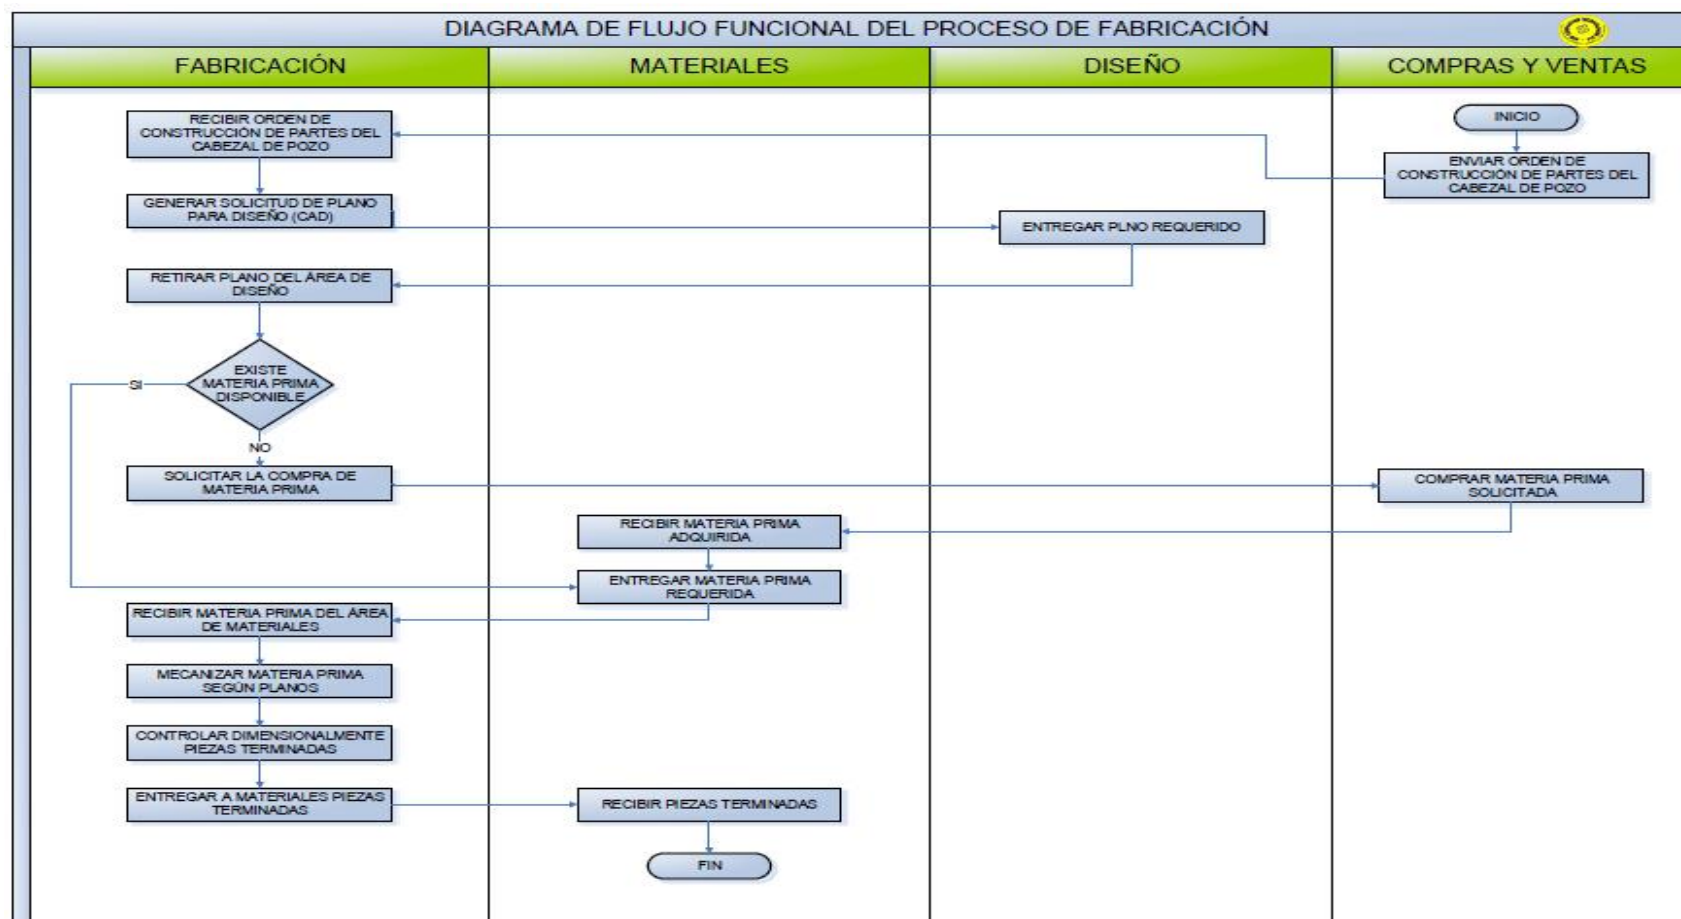 DIAGRAMA DE FLUJO FUNCIONAL DEL PROCESO DE FABRICACIÓN
FABRICACIÓN
MATERIALES
DISEÑO
COMPRAS Y VENTAS
INICIO
RECIBIR ORDEN DE
CONSTRUCCIÓN DE PARTES DEL
CABEZAL DE POZO
ENVIAR ORDEN DE
CONSTRUCCIÓN DE PARTES DEL
CABEZAL DE POZO
GENERAR SOLICITUD DE PLANO
PARA DISEÑO (CAD)
ENTREGAR PLNO REQUERIDO
RETIRAR PLANO DEL ÁREA DE
DISEÑO
EXISTE
MATERIA PRIMA
DISPONIBLE
SI
NO
SOLICITAR LA COMPRA DE
MATERIA PRIMA
COMPRAR MATERIA PRIMA
SOLICITADA
RECIBIR MATERIA PRIMA
ADQUIRIDA
ENTREGAR MATERIA PRIMA
REQUERIDA
RECIBIR MATERIA PRIMA DEL ÁREA
DE MATERIALES
MECANIZAR MATERIA PRIMA
SEGÚN PLANOS
CONTROLAR DIMENSIONALMENTE
PIEZAS TERMINADAS
ENTREGAR A MATERIALES PIEZAS
TERMINADAS
RECIBIR PIEZAS TERMINADAS
FIN